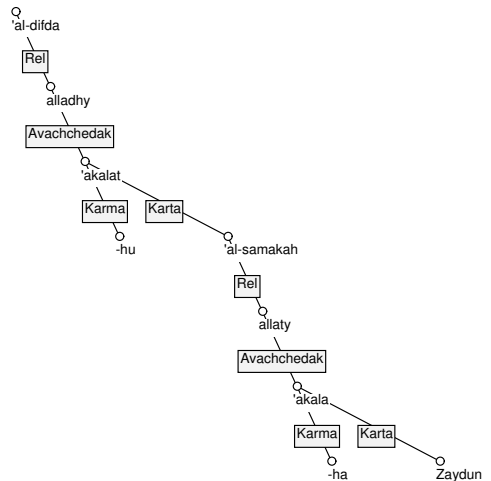 'al-difda
Rel
alladhy
Avachchedak
'akalat
Karma Karta
-hu 'al-samakah
Rel
allaty
Avachchedak
'akala
Karma Karta
-ha Zaydun